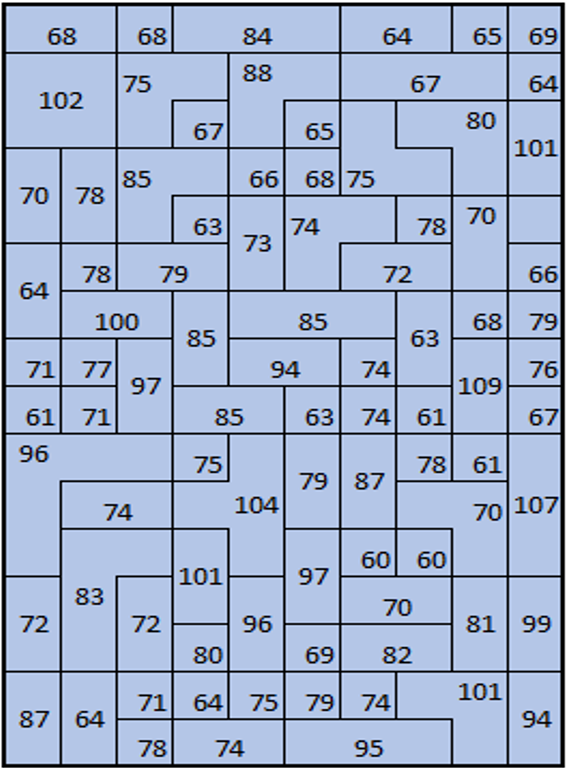 68 68 84 64 65 69
102 75 88 67 64
67 65 80 101
70 78 85 66 68 75
63 73 74 78 70
64 78 79 72 66
100 85 85 63 68 79
71 77 97 94 74 109 76
61 71 85 63 74 61 67
96 75 79 87 78 61
74 104 70 107
101 97 60 60
83 70
72 72 96 81 99
80 69 82
87 64 71 64 75 79 74 101 94
78 74 95